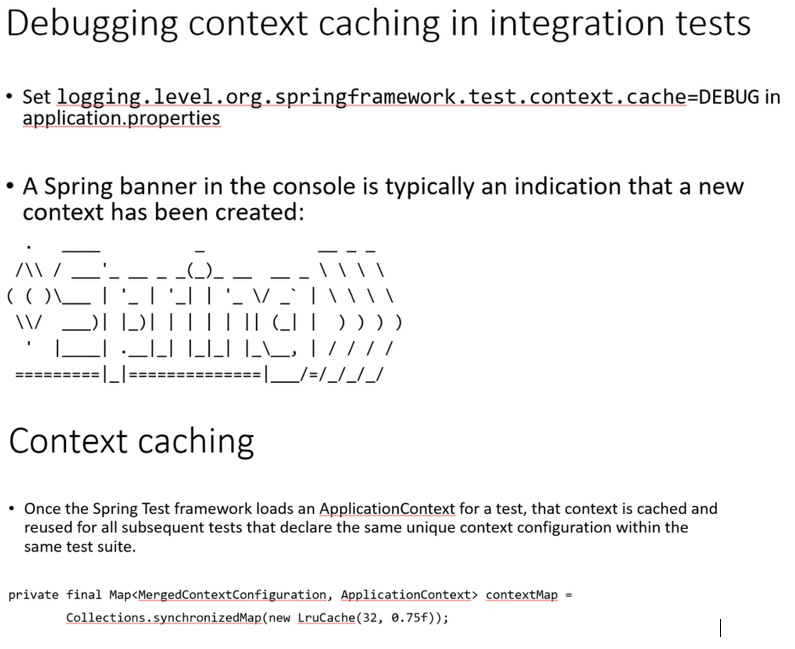 Debugging context caching in integration tests
• Set logging.level.org.springframework.test.context.cache=DEBUG in
application.properties
• A Spring banner in the console is typically an indication that a new
context has been created:
  .   ____          _            __ _ _
 /\\ / ___'_ __ _ _(_)_ __  __ _ \ \ \ \
( ( )\___ | '_ | '_| | '_ \/ _` | \ \ \ \
 \\/  ___)| |_)| | | | | || (_| |  ) ) ) )
  '  |____| .__|_| |_|_| |_\__, | / / / /
 =========|_|==============|___/=/_/_/_/
Context caching
• Once the Spring Test framework loads an ApplicationContext for a test, that context is cached and
reused for all subsequent tests that declare the same unique context configuration within the
same test suite.
private final Map<MergedContextConfiguration, ApplicationContext> contextMap =
Collections.synchronizedMap(new LruCache(32, 0.75f));